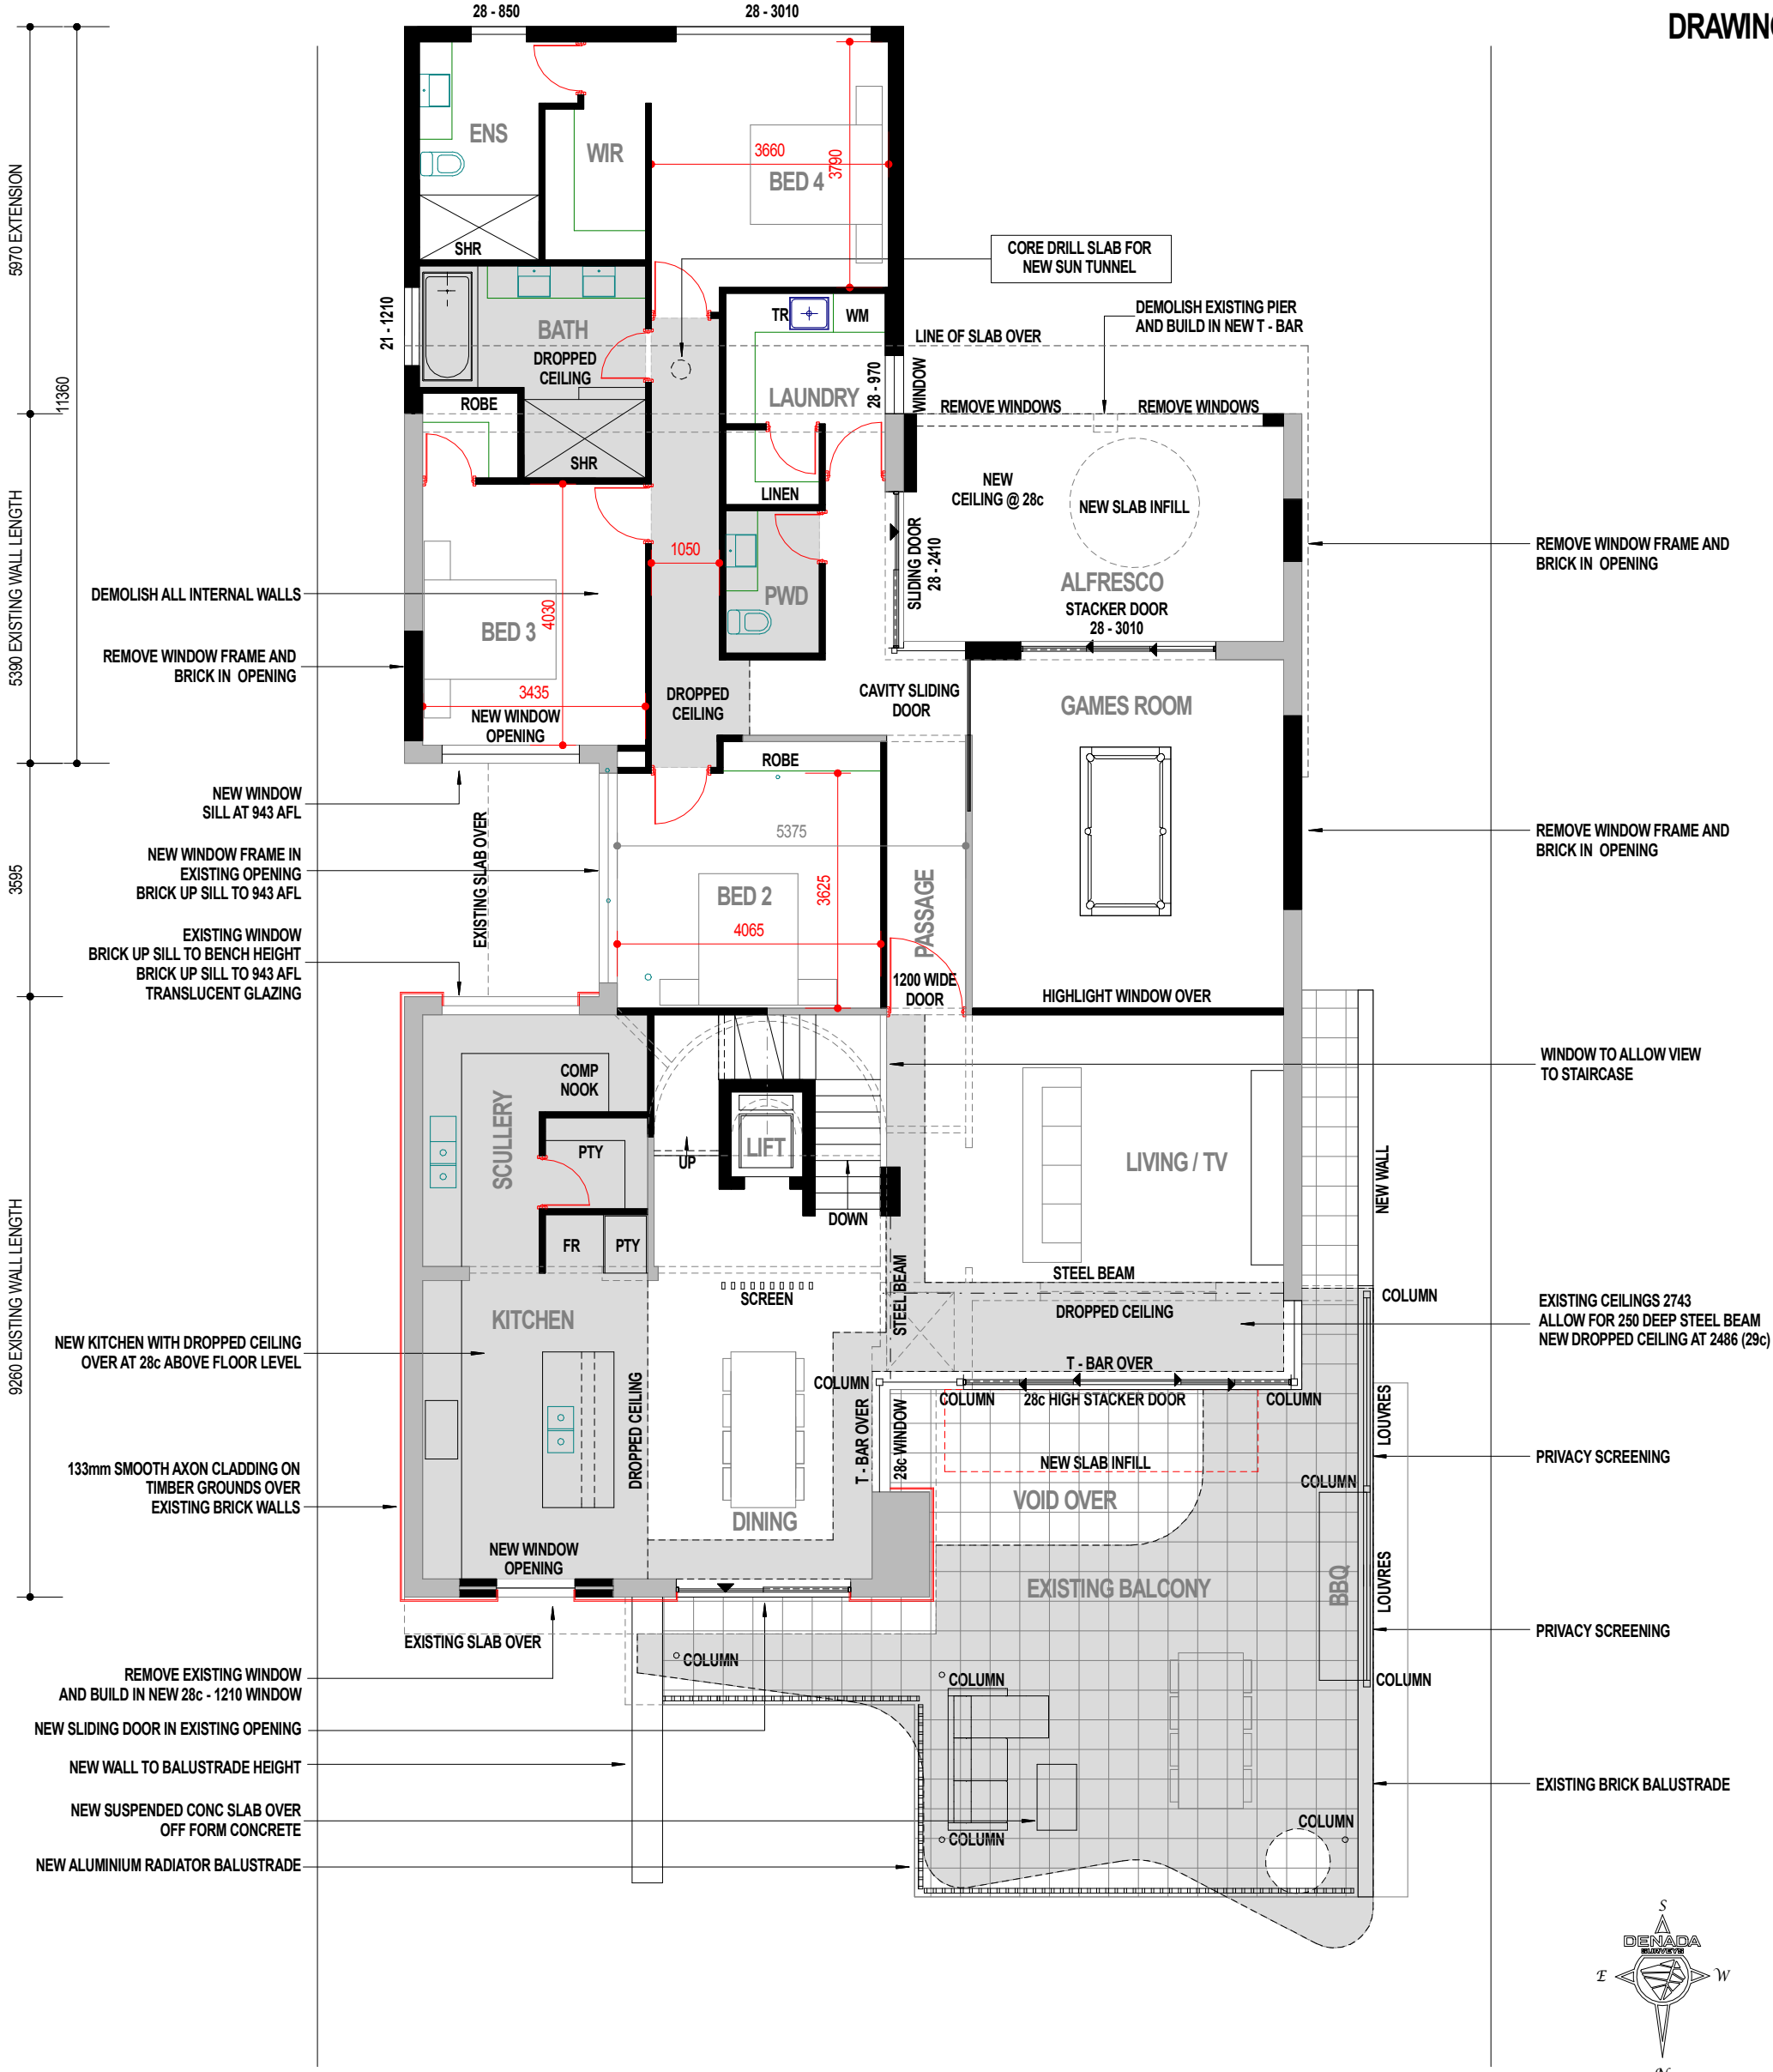 DRAWING
28 - 850
28 - 3010
5970 EXTENSION
11360
5390 EXISTING WALL LENGTH
3595
9260 EXISTING WALL LENGTH
ENS
WIR
3660
3790
BED 4
SHR
CORE DRILL SLAB FOR
NEW SUN TUNNEL
21 - 1210
BATH
DROPPED
CEILING
TR
WM
DEMOLISH EXISTING PIER
AND BUILD IN NEW T - BAR
LINE OF SLAB OVER
LAUNDRY
28 - 970
WINDOW
REMOVE WINDOWS
REMOVE WINDOWS
ROBE
SHR
LINEN
NEW
CEILING @ 28c
NEW SLAB INFILL
SLIDING DOOR
28 - 2410
1050
PWD
ALFRESCO
STACKER DOOR
28 - 3010
REMOVE WINDOW FRAME AND
BRICK IN OPENING
DEMOLISH ALL INTERNAL WALLS
BED 3
4030
REMOVE WINDOW FRAME AND
BRICK IN OPENING
3435
NEW WINDOW
OPENING
DROPPED
CEILING
CAVITY SLIDING
DOOR
GAMES ROOM
ROBE
NEW WINDOW
SILL AT 943 AFL
5375
EXISTING SLAB OVER
NEW WINDOW FRAME IN
EXISTING OPENING
BRICK UP SILL TO 943 AFL
BED 2
3625
4065
PASSAGE
REMOVE WINDOW FRAME AND
BRICK IN OPENING
EXISTING WINDOW
BRICK UP SILL TO BENCH HEIGHT
BRICK UP SILL TO 943 AFL
TRANSLUCENT GLAZING
1200 WIDE
DOOR
HIGHLIGHT WINDOW OVER
WINDOW TO ALLOW VIEW
TO STAIRCASE
COMP
NOOK
SCULLERY
PTY
UP
LIFT
DOWN
LIVING / TV
NEW WALL
FR
PTY
SCREEN
STEEL BEAM
STEEL BEAM
DROPPED CEILING
COLUMN
EXISTING CEILINGS 2743
ALLOW FOR 250 DEEP STEEL BEAM
NEW DROPPED CEILING AT 2486 (29c)
KITCHEN
NEW KITCHEN WITH DROPPED CEILING
OVER AT 28c ABOVE FLOOR LEVEL
T - BAR OVER
COLUMN
COLUMN
28c HIGH STACKER DOOR
COLUMN
DROPPED CEILING
T - BAR OVER
28c WINDOW
LOUVRES
PRIVACY SCREENING
NEW SLAB INFILL
COLUMN
133mm SMOOTH AXON CLADDING ON
TIMBER GROUNDS OVER
EXISTING BRICK WALLS
VOID OVER
DINING
NEW WINDOW
OPENING
EXISTING BALCONY
BBQ
LOUVRES
PRIVACY SCREENING
EXISTING SLAB OVER
COLUMN
COLUMN
COLUMN
REMOVE EXISTING WINDOW
AND BUILD IN NEW 28c - 1210 WINDOW
NEW SLIDING DOOR IN EXISTING OPENING
NEW WALL TO BALUSTRADE HEIGHT
EXISTING BRICK BALUSTRADE
NEW SUSPENDED CONC SLAB OVER
OFF FORM CONCRETE
COLUMN
COLUMN
NEW ALUMINIUM RADIATOR BALUSTRADE
S
DENADA
SURVEYS
E
W